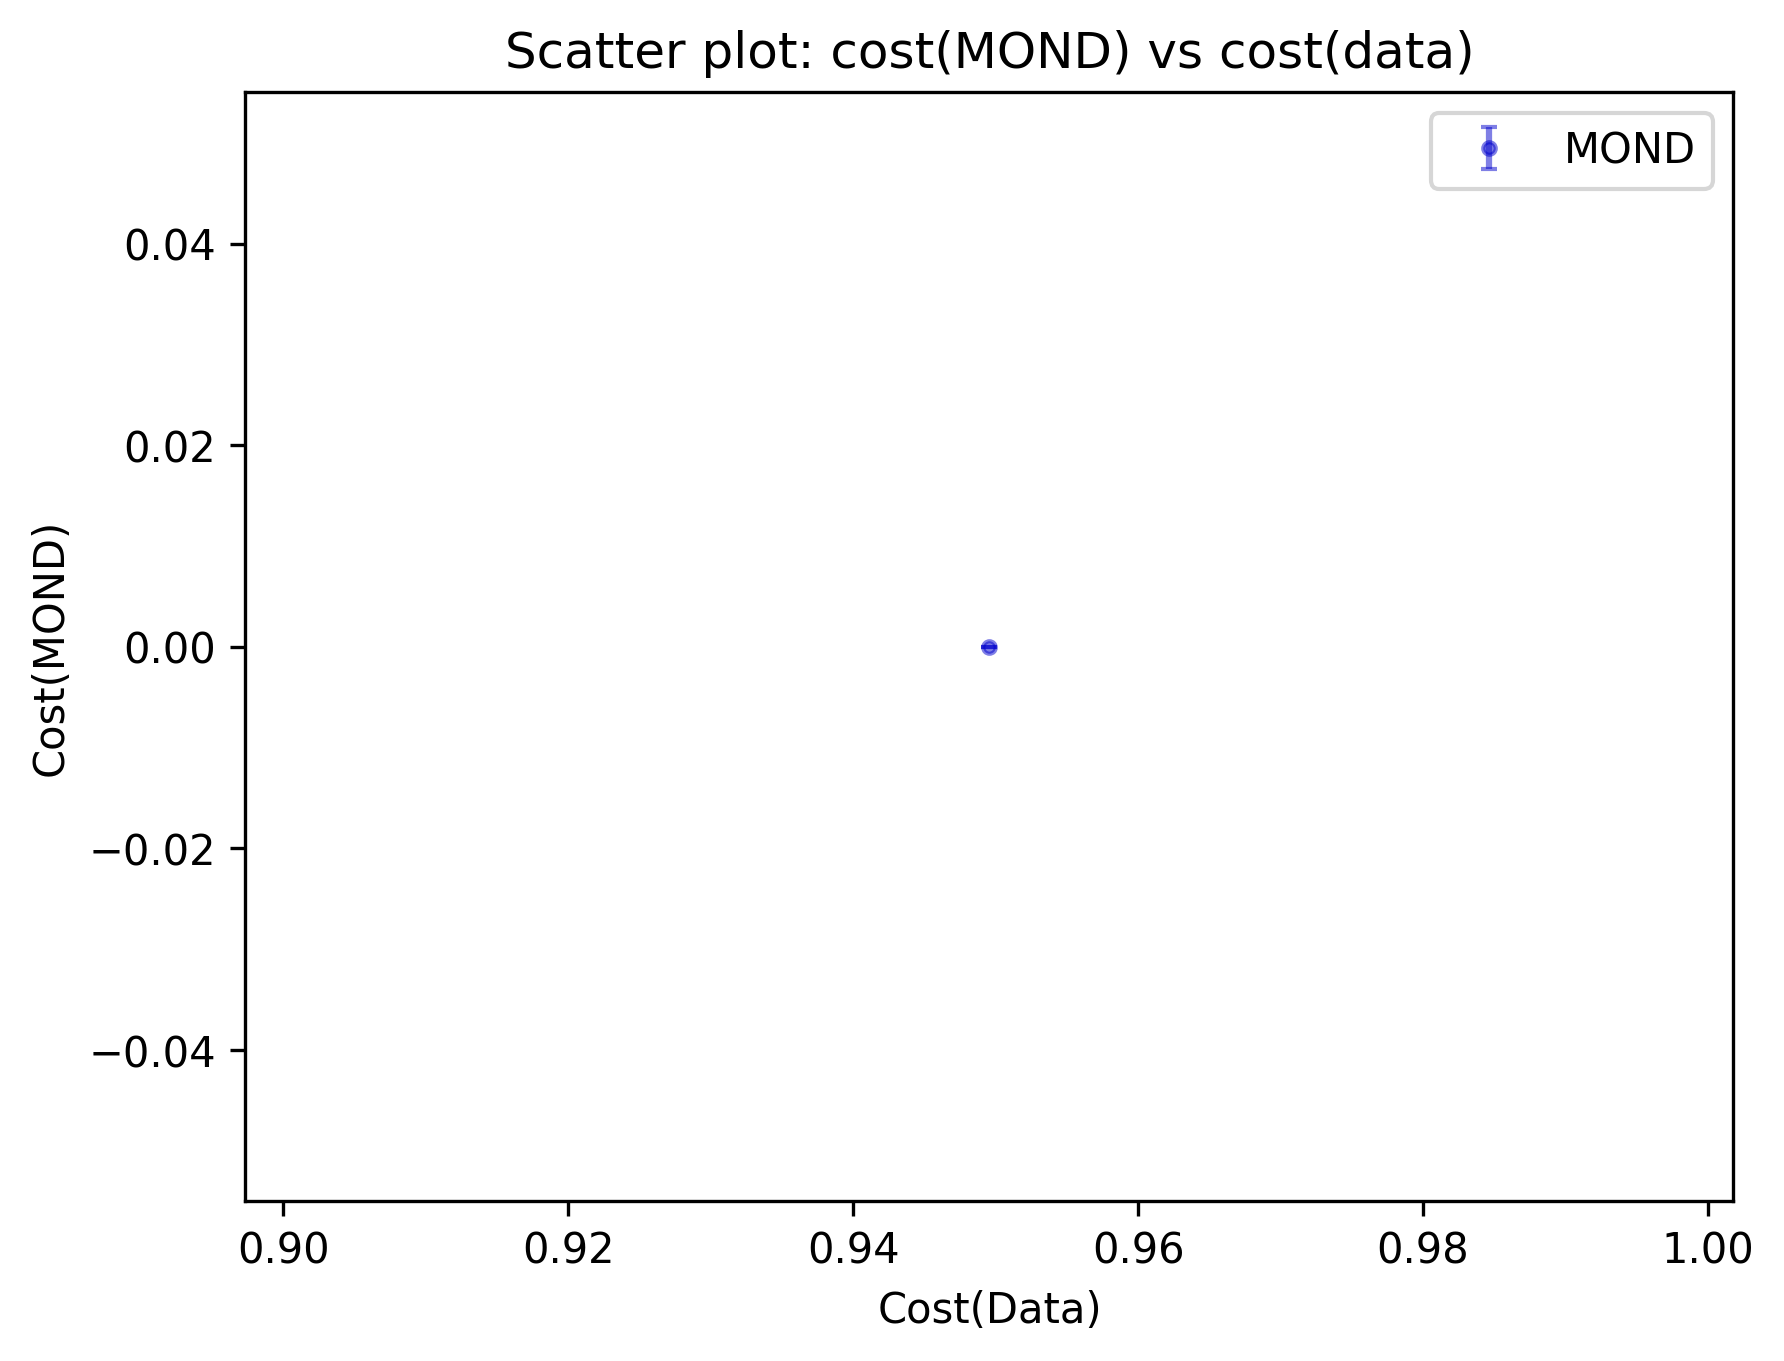 Scatter plot: cost(MOND) vs cost(data)
MOND
0.04
0.02
0.00
−0.02
−0.04
Cost(MOND)
0.90 0.92 0.94 0.96 0.98 1.00
Cost(Data)